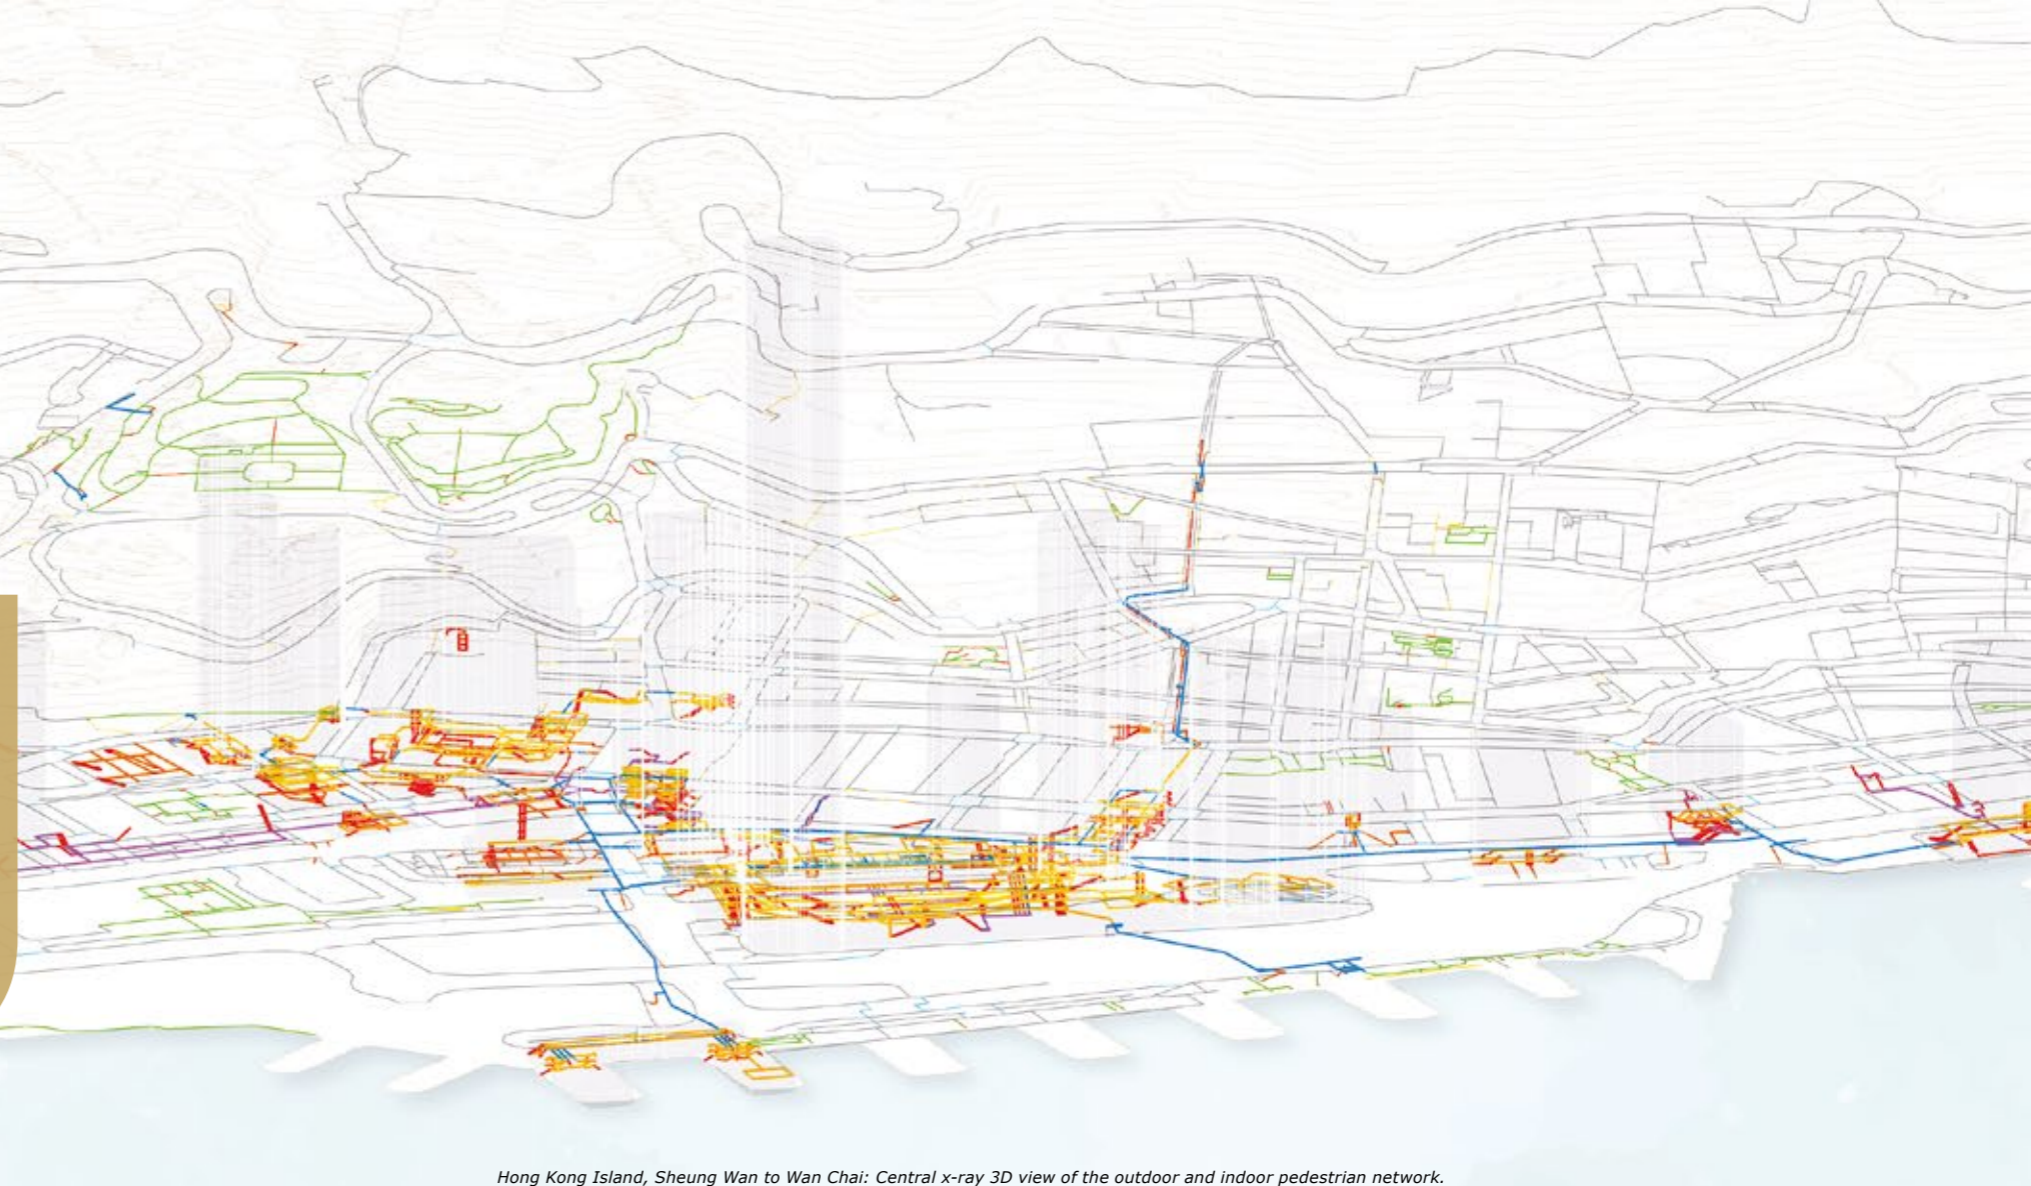 Hong Kong Island, Sheung Wan to Wan Chai: Central x-ray 3D view of the outdoor and indoor pedestrian network.